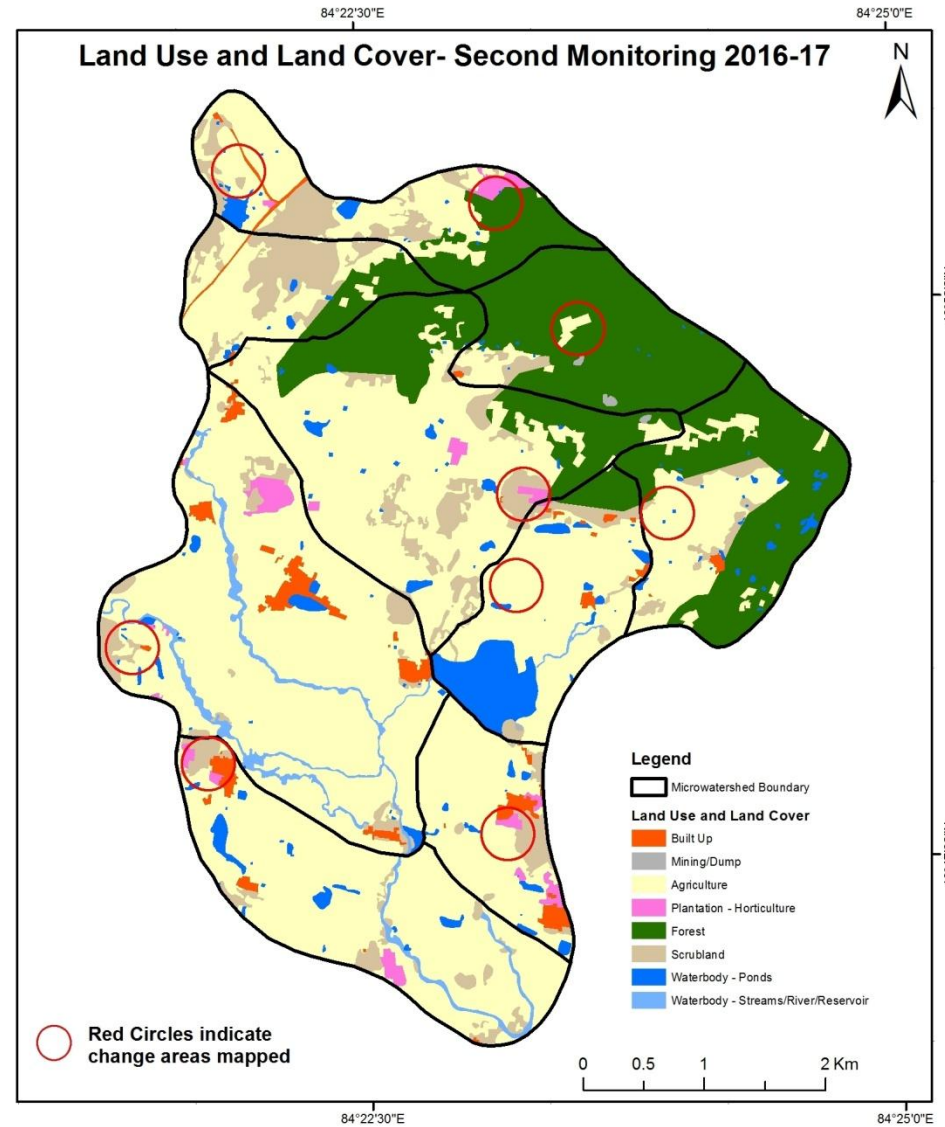 84°22'30"E
84°25'0"E
Land Use and Land Cover- Second Monitoring 2016-17
N
Legend
Microwatershed Boundary
Land Use and Land Cover
Built Up
Mining/Dump
Agriculture
Plantation - Horticulture
Forest
Scrubland
Waterbody - Ponds
Waterbody - Streams/River/Reservoir
Red Circles indicate
change areas mapped
0 0.5 1 2 Km
84°22'30"E
84°25'0"E